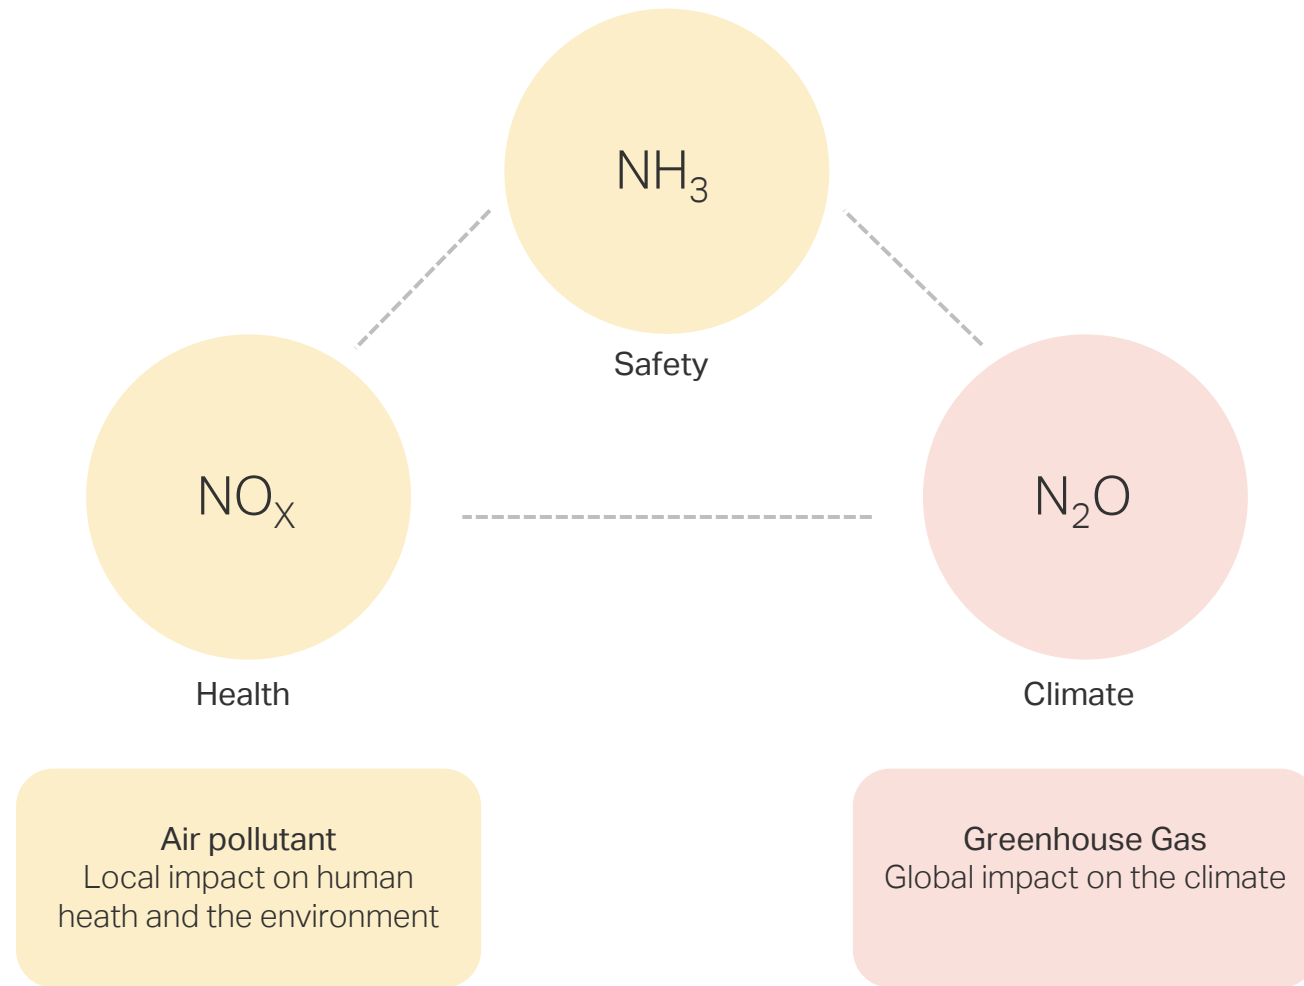 NH₃
Safety
NOₓ
N₂O
Health
Climate
Air pollutant
Local impact on human
heath and the environment
Greenhouse Gas
Global impact on the climate